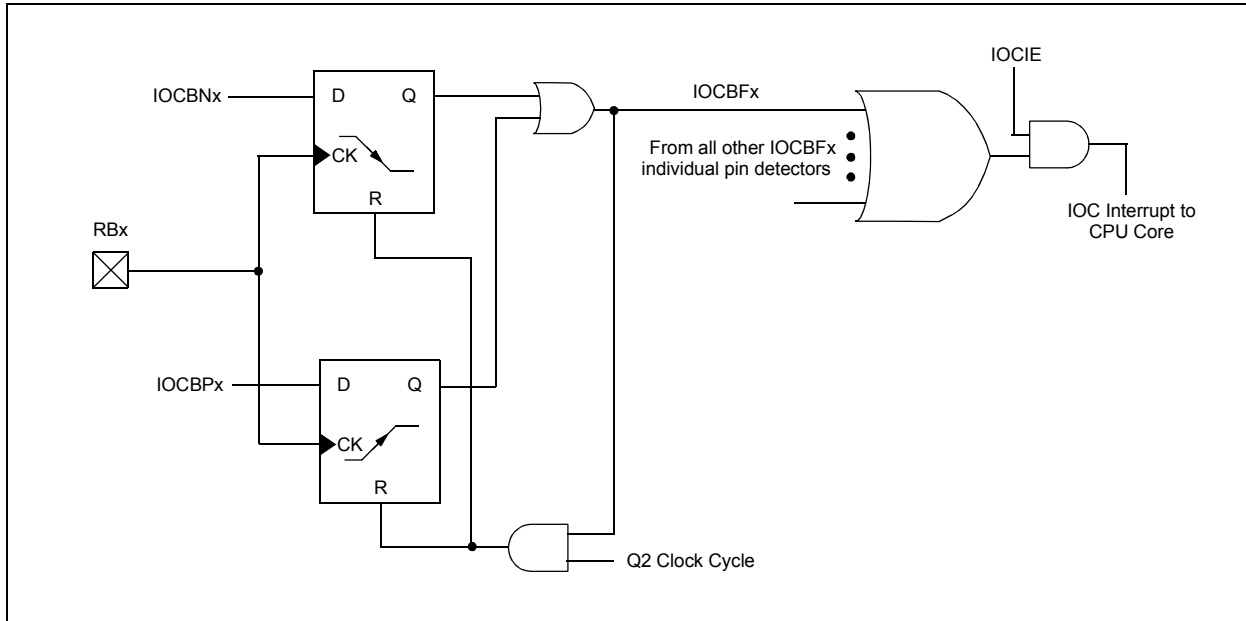 IOCIE
IOCBNx
D
Q
CK
R
IOCBFx
From all other IOCBFx
individual pin detectors
IOC Interrupt to
CPU Core
RBx
IOCBPx
D
Q
CK
R
Q2 Clock Cycle